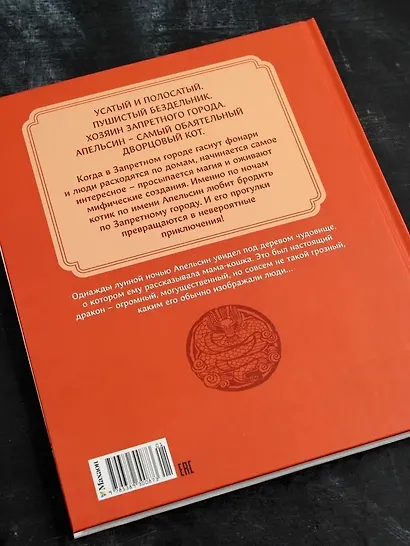 УСАТЫЙ И ПОЛОСАТЫЙ.
ПУШИСТЫЙ БЕЗДЕЛЬНИК.
ХОЗЯИН ЗАПРЕТНОГО ГОРОДА.
АПЕЛЬСИН – САМЫЙ ОБАЯТЕЛЬНЫЙ
ДВОРЦОВЫЙ КОТ.
Когда в Запретном городе гаснут фонари
и люди расходятся по домам, начинается самое
интересное – просыпается магия и оживают
мифические создания. Именно по ночам
котик по имени Апельсин любит бродить
по Запретному городу. И его прогулки
превращаются в невероятные
приключения!
Однажды лунной ночью Апельсин увидел под деревом чудовище,
о котором ему рассказывала мама-кошка. Это был настоящий
дракон – огромный, могущественный, но совсем не такой грозный,
каким его обычно изображали люди...
Махаон
EAC